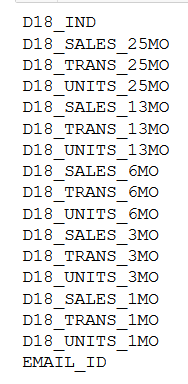 D18_IND
D18_SALES_25MO
D18_TRANS_25MO
D18_UNITS_25MO
D18_SALES_13MO
D18_TRANS_13MO
D18_UNITS_13MO
D18_SALES_6MO
D18_TRANS_6MO
D18_UNITS_6MO
D18_SALES_3MO
D18_TRANS_3MO
D18_UNITS_3MO
D18_SALES_1MO
D18_TRANS_1MO
D18_UNITS_1MO
EMAIL_ID